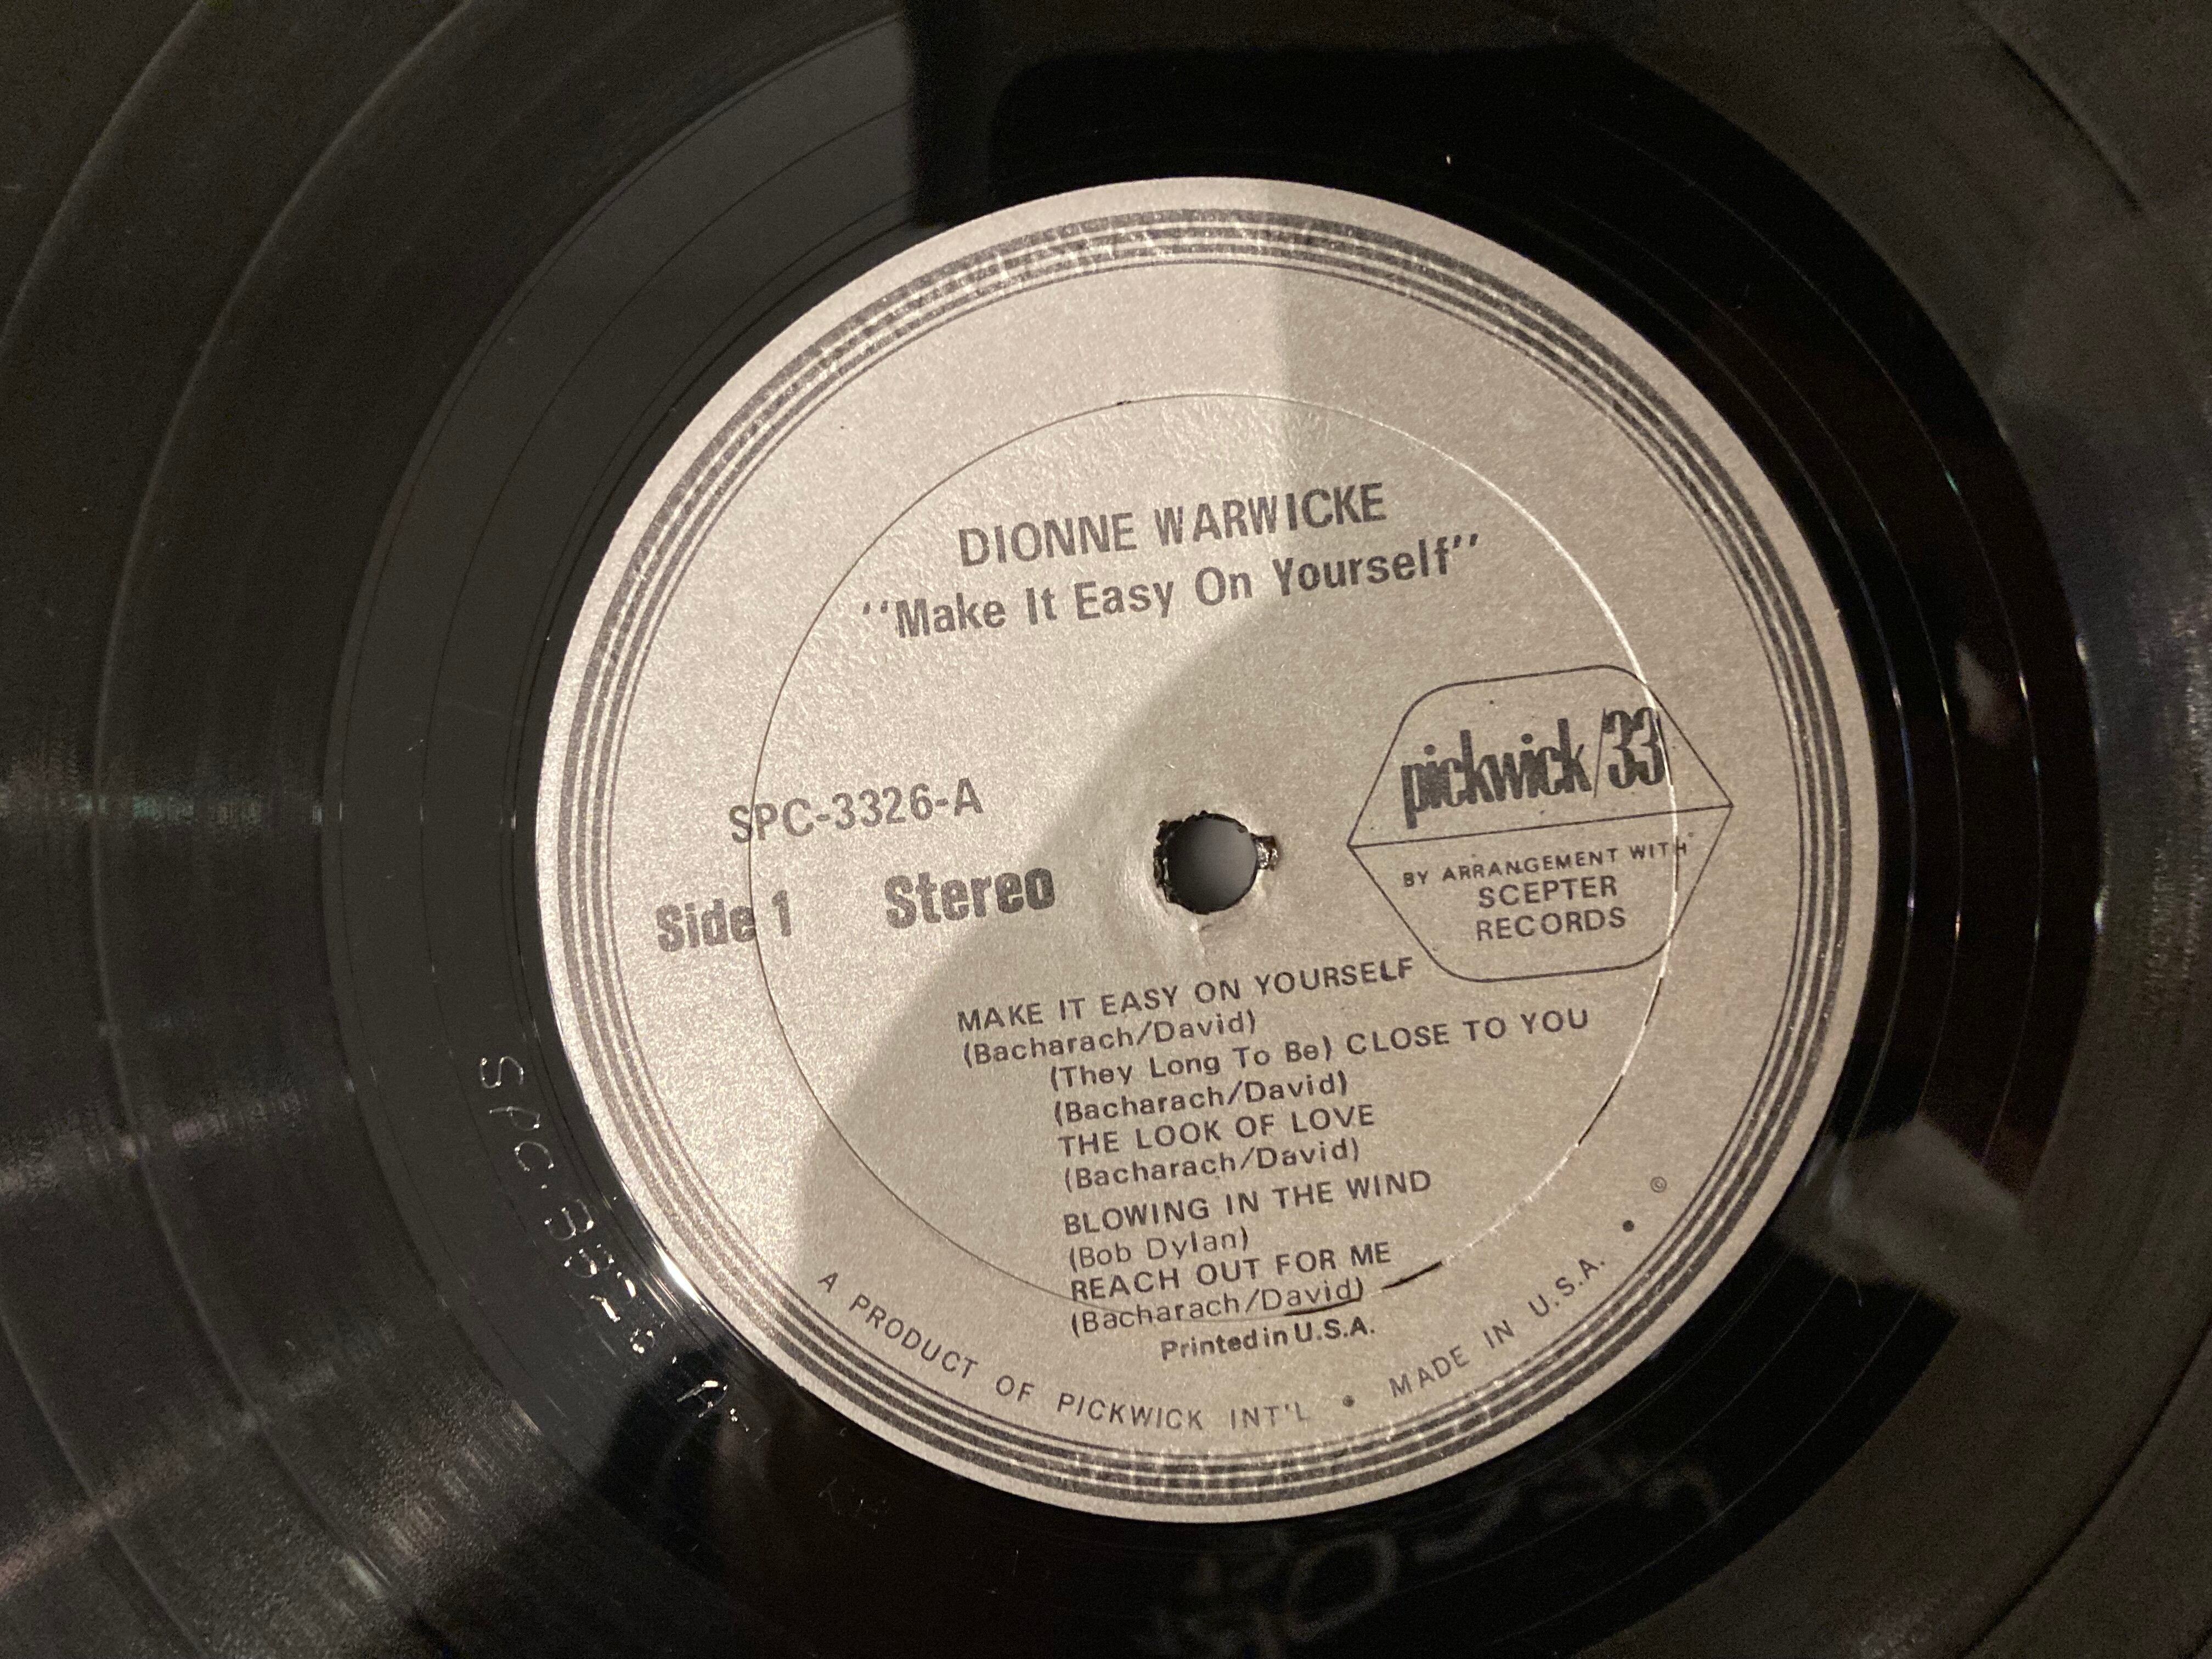 DIONNE WARWICKE
"Make It Easy On Yourself"
pickwick/33
BY ARRANGEMENT WITH
SCEPTER
RECORDS
SPC-3326-A
Side 1 Stereo
MAKE IT EASY ON YOURSELF
(Bacharach/David)
(They Long To Be) CLOSE TO YOU
(Bacharach/David)
THE LOOK OF LOVE
(Bacharach/David)
BLOWING IN THE WIND
(Bob Dylan)
REACH OUT FOR ME
(Bacharach/David)
Printed in U.S.A.
A PRODUCT OF PICKWICK INT'L • MADE IN U.S.A. • ©
SPC-3326 A